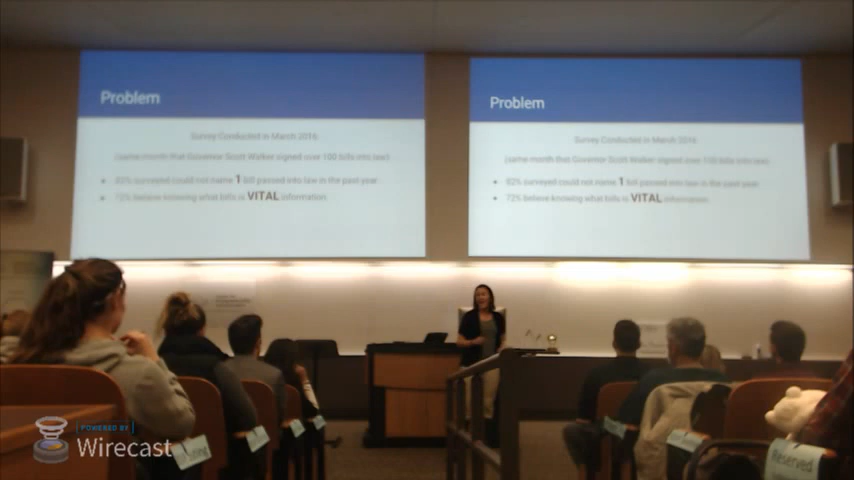 Problem
Survey Conducted in March 2016:
(same month that Governor Scott Walker signed over 100 bills into law)
• 82% surveyed could not name 1 bill passed into law in the past year.
• 72% believe knowing what bills is VITAL information.
Problem
Survey Conducted in March 2016:
(same month that Governor Scott Walker signed over 100 bills into law)
• 82% surveyed could not name 1 bill passed into law in the past year.
• 72% believe knowing what bills is VITAL information.
POWERED BY
Wirecast
Reserved